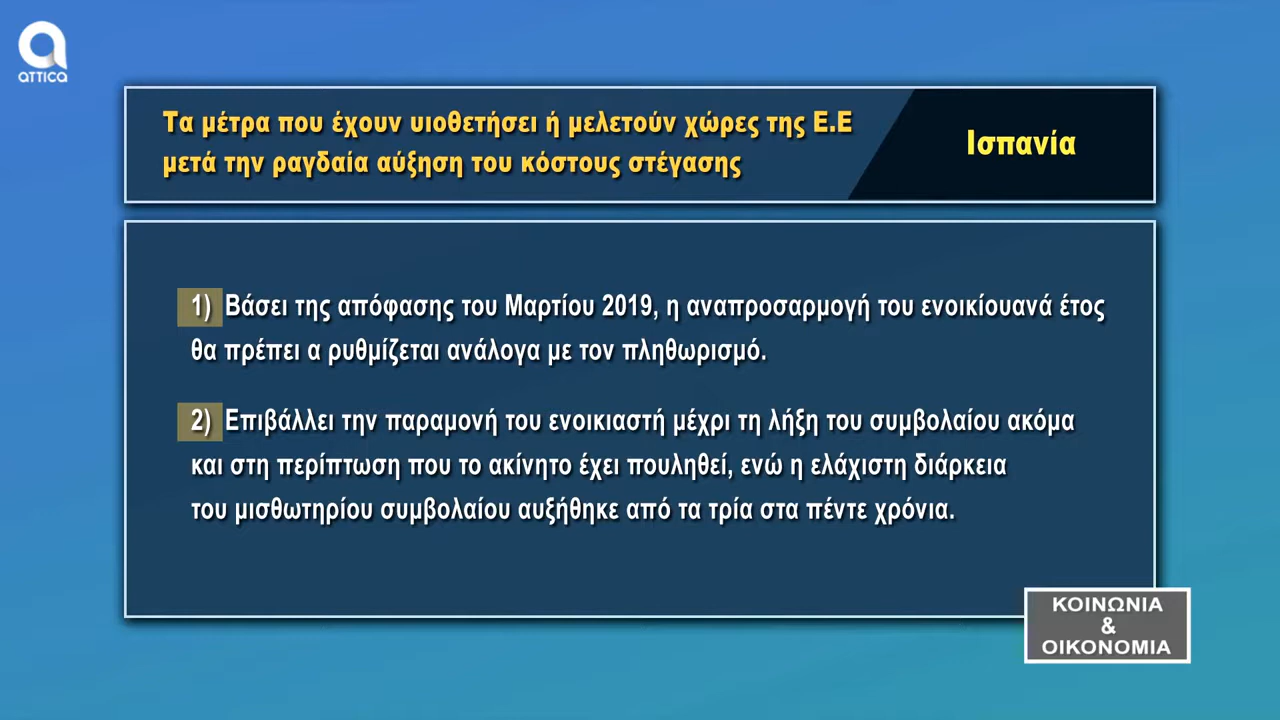 αττica
Τα μέτρα που έχουν υιοθετήσει ή μελετούν χώρες της Ε.Ε
μετά την ραγδαία αύξηση του κόστους στέγασης
Ισπανία
1) Βάσει της απόφασης του Μαρτίου 2019, η αναπροσαρμογή του ενοικίουανά έτος
θα πρέπει α ρυθμίζεται ανάλογα με τον πληθωρισμό.
2) Επιβάλλει την παραμονή του ενοικιαστή μέχρι τη λήξη του συμβολαίου ακόμα
και στη περίπτωση που το ακίνητο έχει πουληθεί, ενώ η ελάχιστη διάρκεια
του μισθωτηρίου συμβολαίου αυξήθηκε από τα τρία στα πέντε χρόνια.
ΚΟΙΝΩΝΙΑ
&
ΟΙΚΟΝΟΜΙΑ